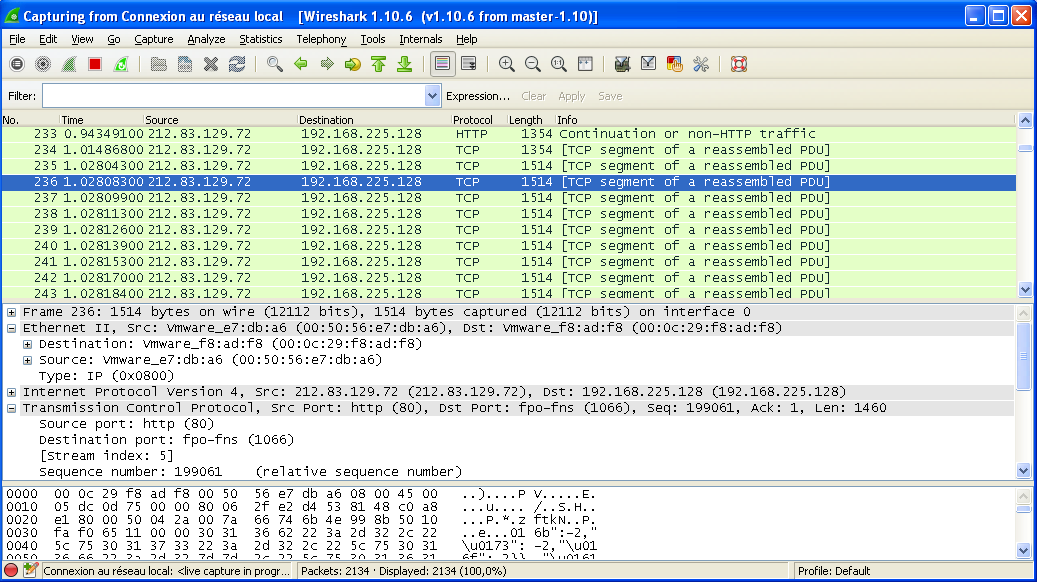 Capturing from Connexion au réseau local [Wireshark 1.10.6 (v1.10.6 from master-1.10)]
File Edit View Go Capture Analyze Statistics Telephony Tools Internals Help
Filter: Expression... Clear Apply Save
No. Time Source Destination Protocol Length Info
233 0.94349100 212.83.129.72 192.168.225.128 HTTP 1354 Continuation or non-HTTP traffic
234 1.01486800 212.83.129.72 192.168.225.128 TCP 1514 [TCP segment of a reassembled PDU]
235 1.02804300 212.83.129.72 192.168.225.128 TCP 1514 [TCP segment of a reassembled PDU]
236 1.02808300 212.83.129.72 192.168.225.128 TCP 1514 [TCP segment of a reassembled PDU]
237 1.02809900 212.83.129.72 192.168.225.128 TCP 1514 [TCP segment of a reassembled PDU]
238 1.02811300 212.83.129.72 192.168.225.128 TCP 1514 [TCP segment of a reassembled PDU]
239 1.02812600 212.83.129.72 192.168.225.128 TCP 1514 [TCP segment of a reassembled PDU]
240 1.02813900 212.83.129.72 192.168.225.128 TCP 1514 [TCP segment of a reassembled PDU]
241 1.02815300 212.83.129.72 192.168.225.128 TCP 1514 [TCP segment of a reassembled PDU]
242 1.02817000 212.83.129.72 192.168.225.128 TCP 1514 [TCP segment of a reassembled PDU]
243 1.02818400 212.83.129.72 192.168.225.128 TCP 1514 [TCP segment of a reassembled PDU]
Frame 236: 1514 bytes on wire (12112 bits), 1514 bytes captured (12112 bits) on interface 0
Ethernet II, Src: Vmware_e7:db:a6 (00:50:56:e7:db:a6), Dst: Vmware_f8:ad:f8 (00:0c:29:f8:ad:f8)
Destination: Vmware_f8:ad:f8 (00:0c:29:f8:ad:f8)
Source: Vmware_e7:db:a6 (00:50:56:e7:db:a6)
Type: IP (0x0800)
Internet Protocol Version 4, Src: 212.83.129.72 (212.83.129.72), Dst: 192.168.225.128 (192.168.225.128)
Transmission Control Protocol, Src Port: http (80), Dst Port: fpo-fns (1066), Seq: 199061, Ack: 1, Len: 1460
Source port: http (80)
Destination port: fpo-fns (1066)
[Stream index: 5]
Sequence number: 199061 (relative sequence number)
0000 00 0c 29 f8 ad f8 00 50 56 e7 db a6 08 00 45 00 ..)....P V.....E.
0010 05 dc 0d 75 00 00 80 06 2f e2 d4 53 81 48 c0 a8 ...u.... /..S.H..
0020 e1 80 00 50 04 2a 00 7a 66 74 6b 4e 99 8b 50 10 ...P.*.z ftkN..P.
0030 fa f0 65 11 00 00 30 31 36 62 22 3a 2d 32 2c 22 ..e...01 6b":-2,"
0040 5c 75 30 31 37 33 22 3a 2d 32 2c 22 5c 75 30 31 \u0173": -2,"\u01
0050 36 66 22 3a 2d 32 7d 7d 2c 22 5c 75 30 31 36 31 6f":-2}} ,"\u0161
Connexion au réseau local: <live capture in progr... Packets: 2134 · Displayed: 2134 (100,0%) Profile: Default